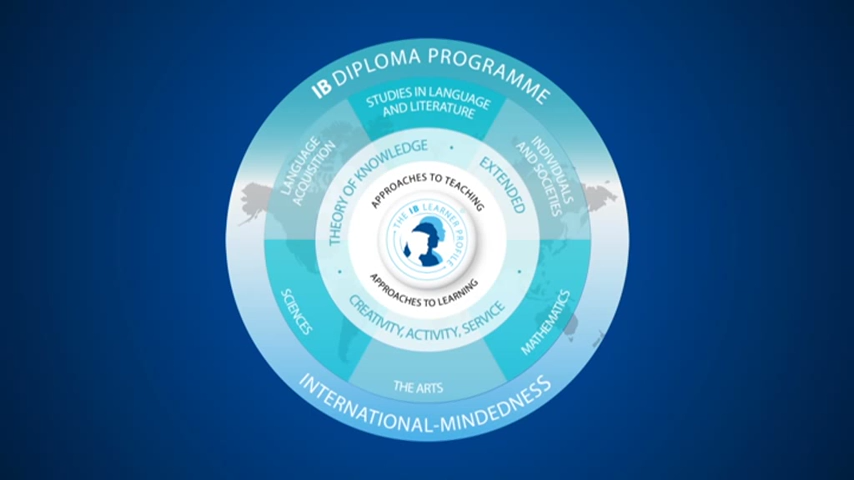 IB DIPLOMA PROGRAMME
STUDIES IN LANGUAGE
AND LITERATURE
LANGUAGE
ACQUISITION
INDIVIDUALS
AND SOCIETIES
THEORY OF KNOWLEDGE
EXTENDED
APPROACHES TO TEACHING
THE IB LEARNER PROFILE
APPROACHES TO LEARNING
CREATIVITY, ACTIVITY, SERVICE
SCIENCES
MATHEMATICS
THE ARTS
INTERNATIONAL-MINDEDNESS